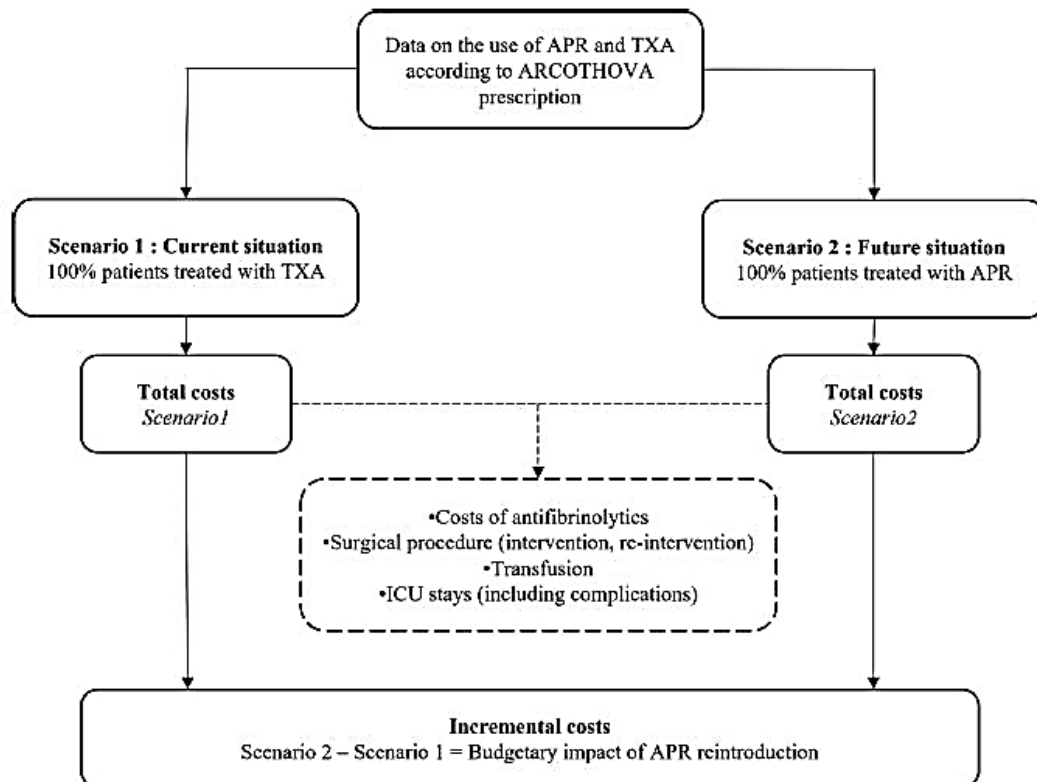 Data on the use of APR and TXA
according to ARCOTHOVA
prescription
Scenario 1 : Current situation
100% patients treated with TXA
Scenario 2 : Future situation
100% patients treated with APR
Total costs
Scenario1
Total costs
Scenario2
•Costs of antifibrinolytics
•Surgical procedure (intervention, re-intervention)
•Transfusion
•ICU stays (including complications)
Incremental costs
Scenario 2 – Scenario 1 = Budgetary impact of APR reintroduction